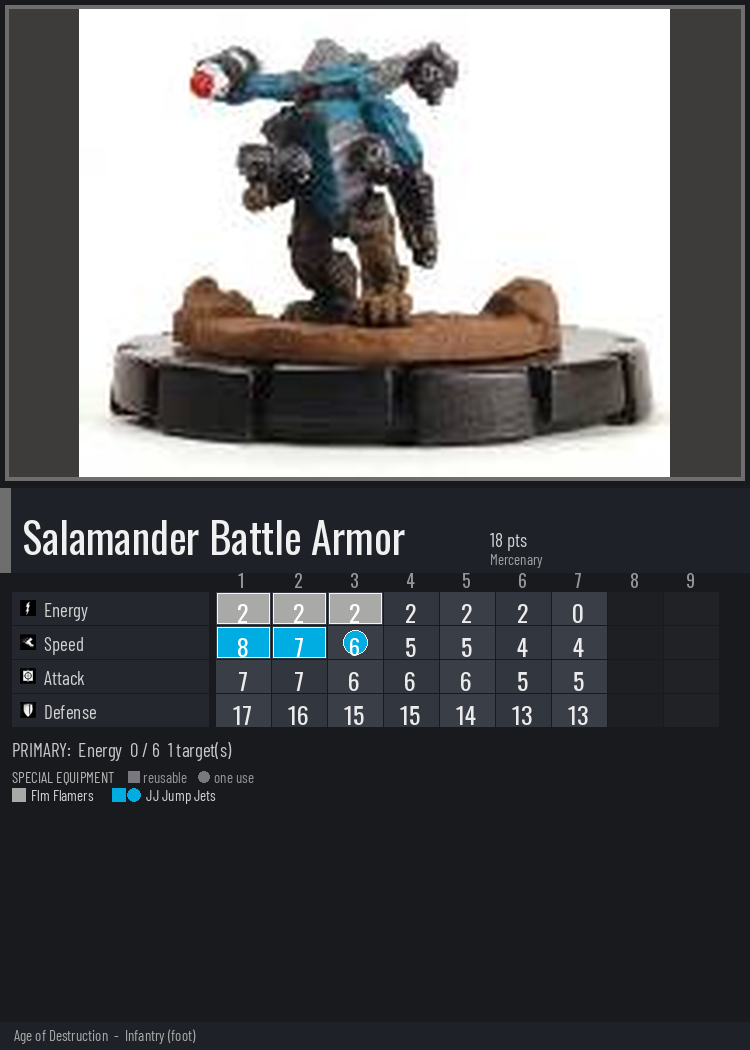 Salamander Battle Armor
18 pts
Mercenary
1 2 3 4 5 6 7 8 9
Energy 2 2 2 2 2 2 0
Speed 8 7 6 5 5 4 4
Attack 7 7 6 6 6 5 5
Defense 17 16 15 15 14 13 13
PRIMARY: Energy 0 / 6 1 target(s)
SPECIAL EQUIPMENT reusable one use
Flm Flamers JJ Jump Jets
Age of Destruction - Infantry (foot)